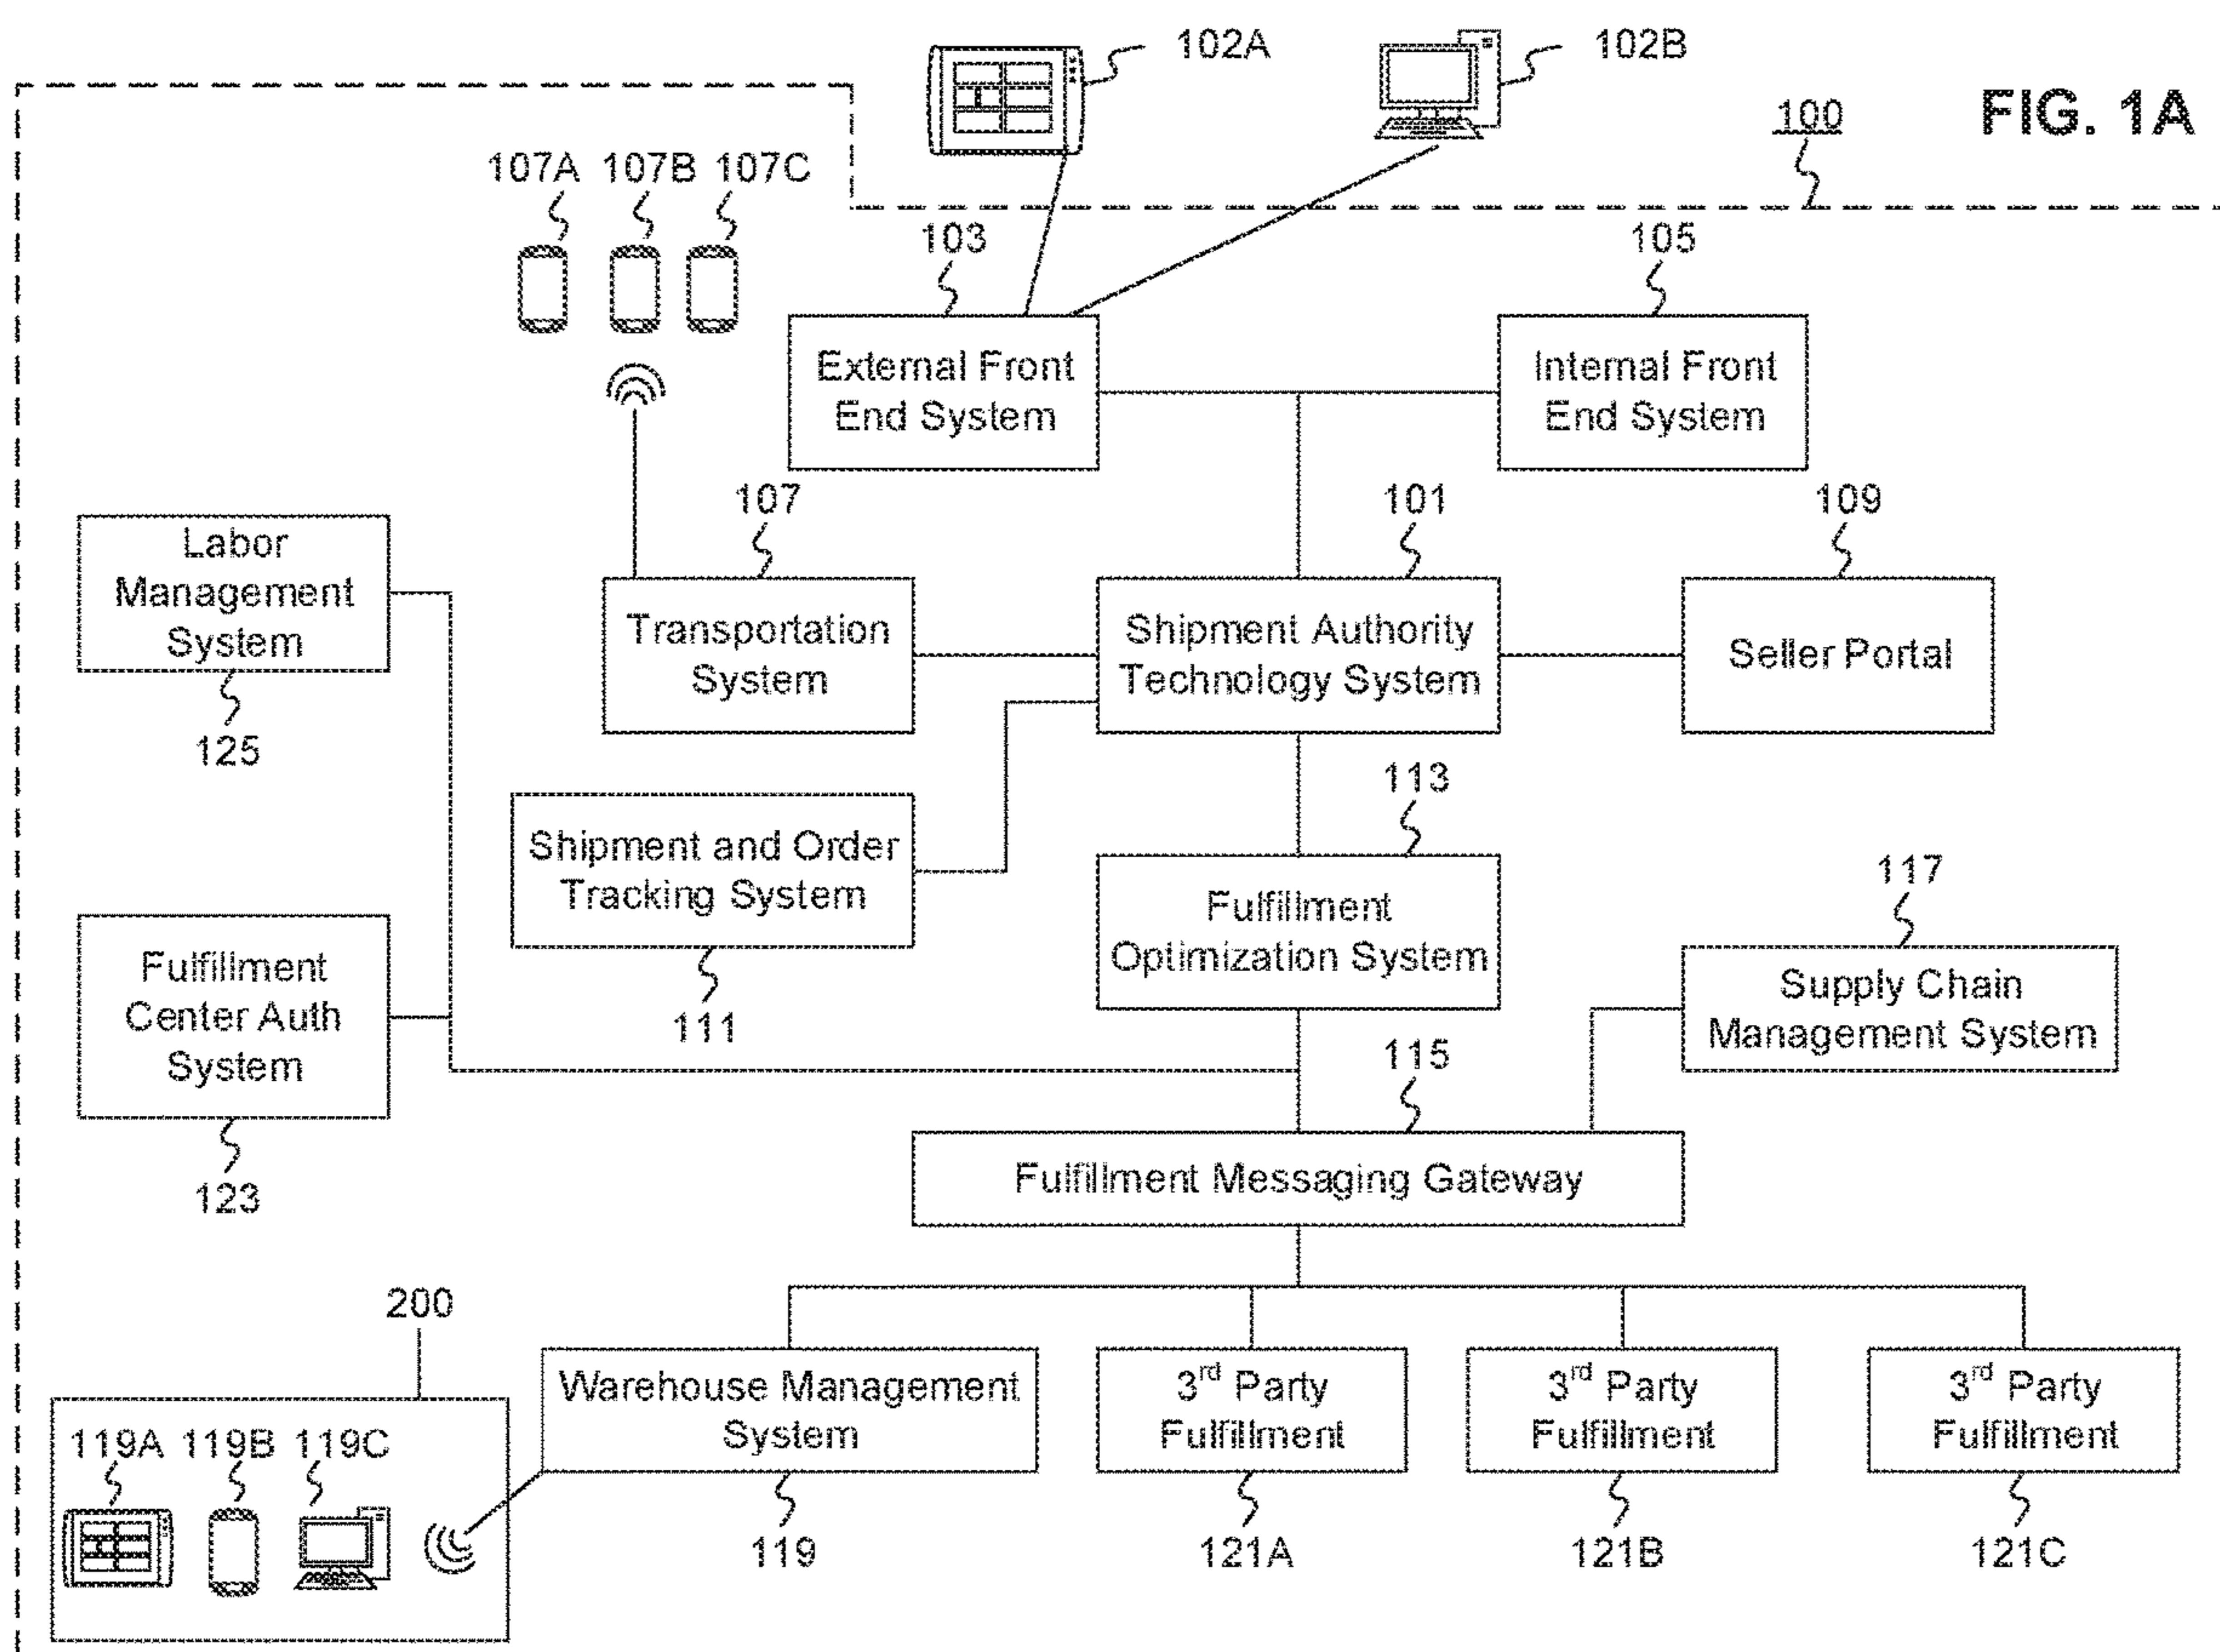 102A
102B
FIG. 1A
100
107A
107B
107C
103
105
External Front
End System
Internal Front
End System
107
101
109
Labor
Management
System
Transportation
System
Shipment Authority
Technology System
Seller Portal
125
113
Shipment and Order
Tracking System
117
Fulfillment
Optimization System
Fulfillment
Center Auth
System
111
Supply Chain
Management System
115
123
Fulfillment Messaging Gateway
200
Warehouse Management
System
3rd Party
Fulfillment
3rd Party
Fulfillment
3rd Party
Fulfillment
119A
119B
119C
119
121A
121B
121C